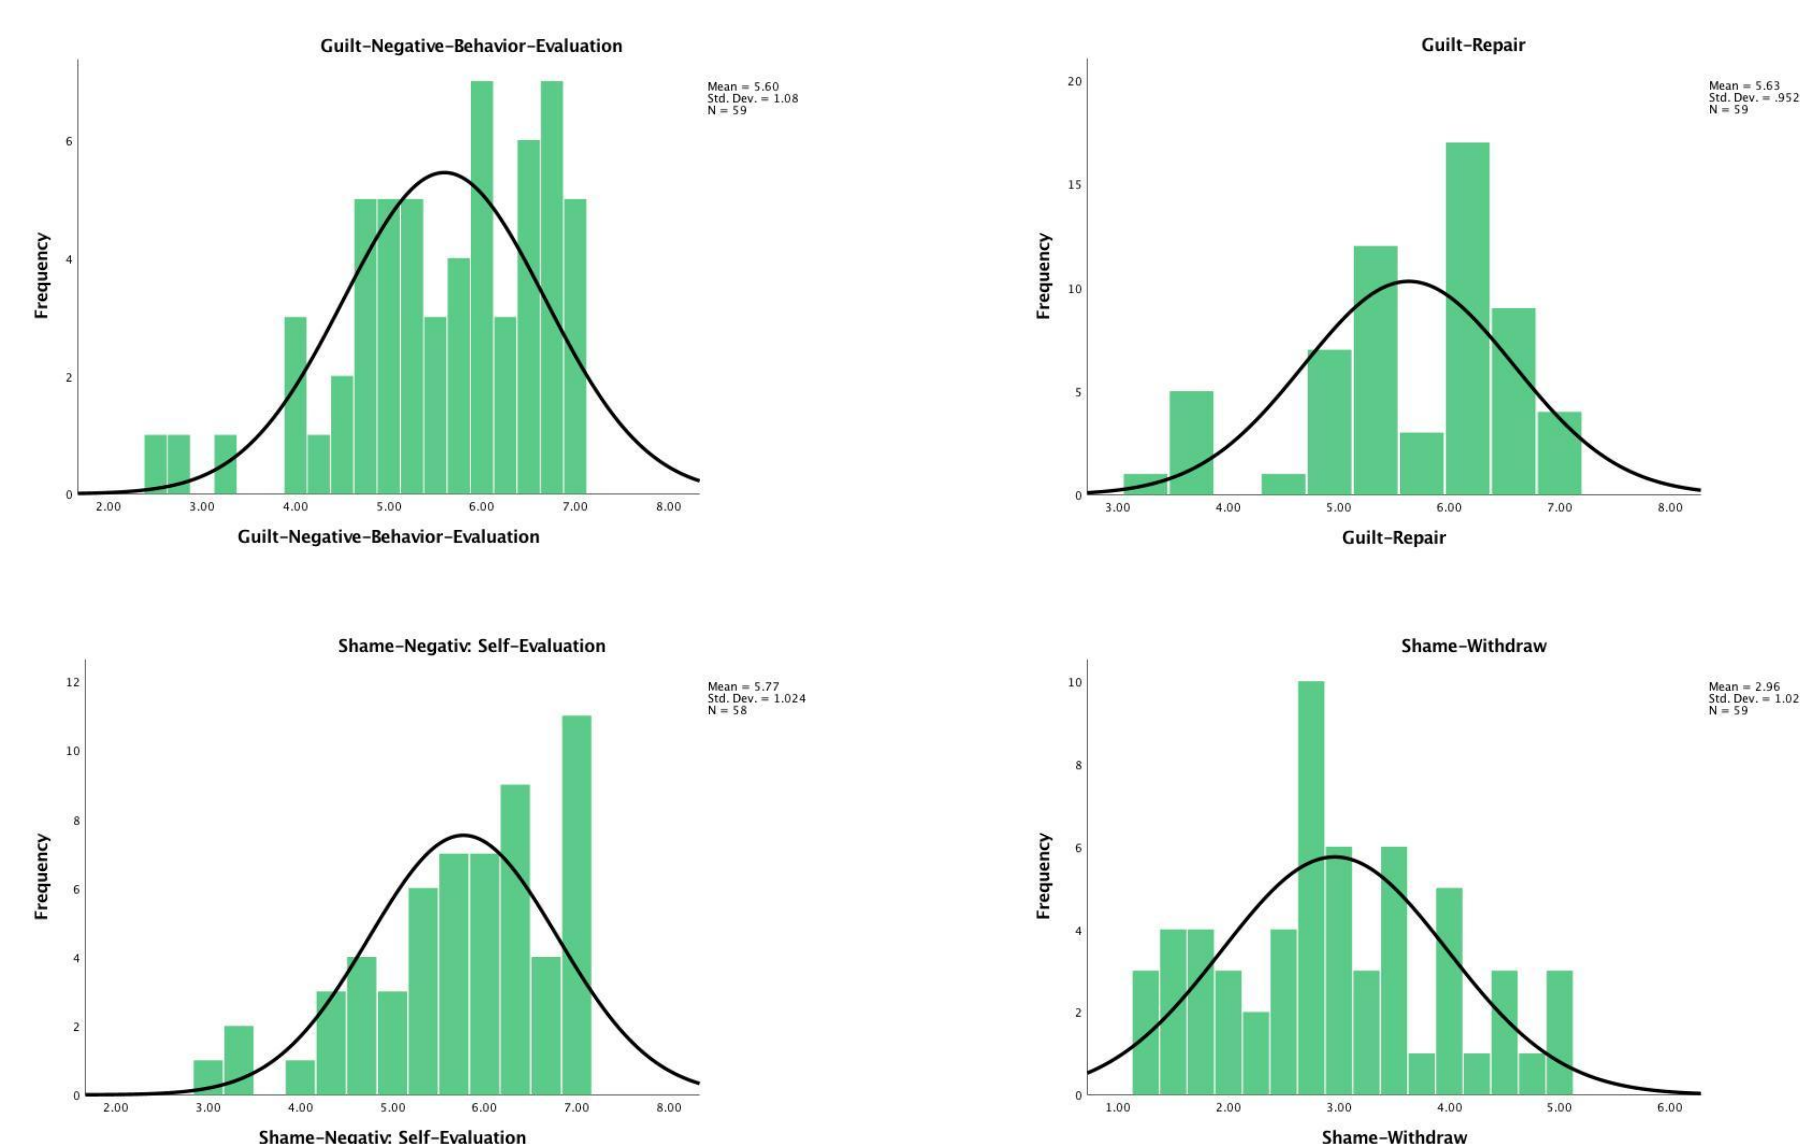 Guilt-Negative-Behavior-Evaluation
Mean = 5.60
Std. Dev. = 1.08
N = 59
Frequency
6
4
2
0
2.00 3.00 4.00 5.00 6.00 7.00 8.00
Guilt-Negative-Behavior-Evaluation
Guilt-Repair
Mean = 5.63
Std. Dev. = .952
N = 59
Frequency
20
15
10
5
0
3.00 4.00 5.00 6.00 7.00 8.00
Guilt-Repair
Shame-Negativ: Self-Evaluation
Mean = 5.77
Std. Dev. = 1.024
N = 58
Frequency
12
10
8
6
4
2
0
2.00 3.00 4.00 5.00 6.00 7.00 8.00
Shame-Negativ: Self-Evaluation
Shame-Withdraw
Mean = 2.96
Std. Dev. = 1.02
N = 59
Frequency
10
8
6
4
2
0
1.00 2.00 3.00 4.00 5.00 6.00
Shame-Withdraw